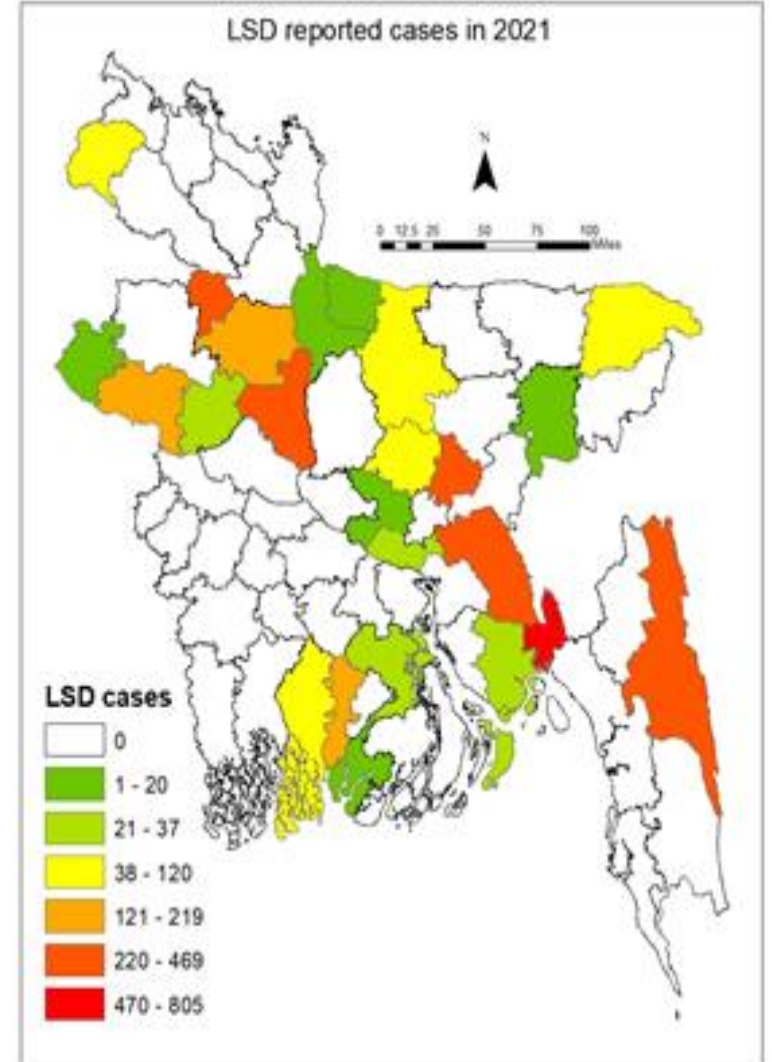 LSD reported cases in 2021
N
0 12.5 25 50 75 100
Miles
LSD cases
0
1 - 20
21 - 37
38 - 120
121 - 219
220 - 469
470 - 805